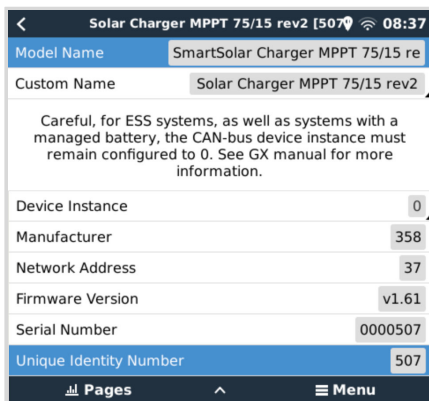 Solar Charger MPPT 75/15 rev2 [507 08:37
Model Name SmartSolar Charger MPPT 75/15 re
Custom Name Solar Charger MPPT 75/15 rev2
Careful, for ESS systems, as well as systems with a
managed battery, the CAN-bus device instance must
remain configured to 0. See GX manual for more
information.
Device Instance 0
Manufacturer 358
Network Address 37
Firmware Version v1.61
Serial Number 0000507
Unique Identity Number 507
Pages Menu